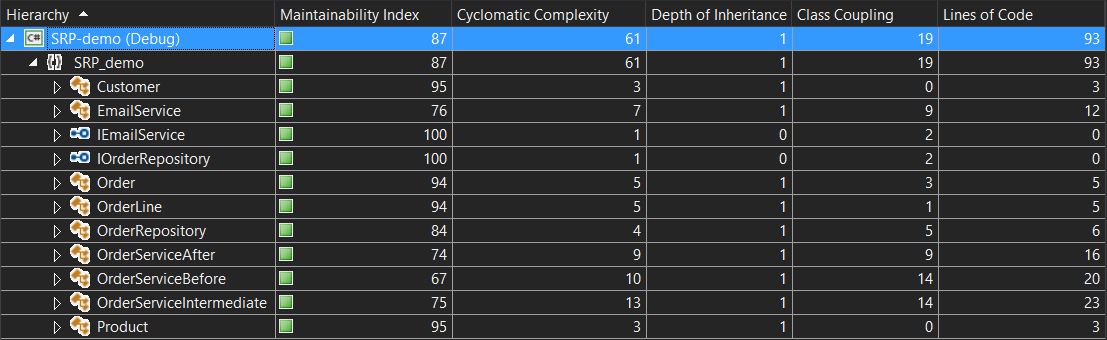 Hierarchy Maintainability Index Cyclomatic Complexity Depth of Inheritance Class Coupling Lines of Code
C# SRP-demo (Debug) 87 61 1 19 93
SRP_demo 87 61 1 19 93
Customer 95 3 1 0 3
EmailService 76 7 1 9 12
IEmailService 100 1 0 2 0
IOrderRepository 100 1 0 2 0
Order 94 5 1 3 5
OrderLine 94 5 1 1 5
OrderRepository 84 4 1 5 6
OrderServiceAfter 74 9 1 9 16
OrderServiceBefore 67 10 1 14 20
OrderServiceIntermediate 75 13 1 14 23
Product 95 3 1 0 3